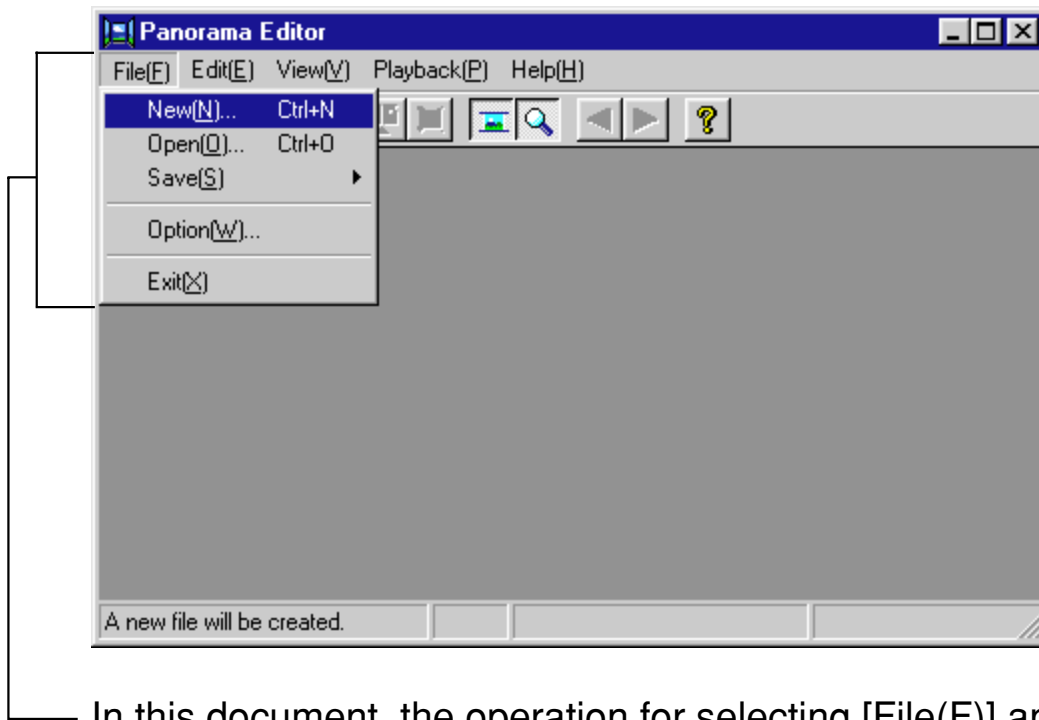 Panorama Editor
File(F) Edit(E) View(V) Playback(P) Help(H)
New(N)... Ctrl+N
Open(O)... Ctrl+O
Save(S)
Option(W)...
Exit(X)
A new file will be created.
In this document, the operation for selecting [File(F)] an